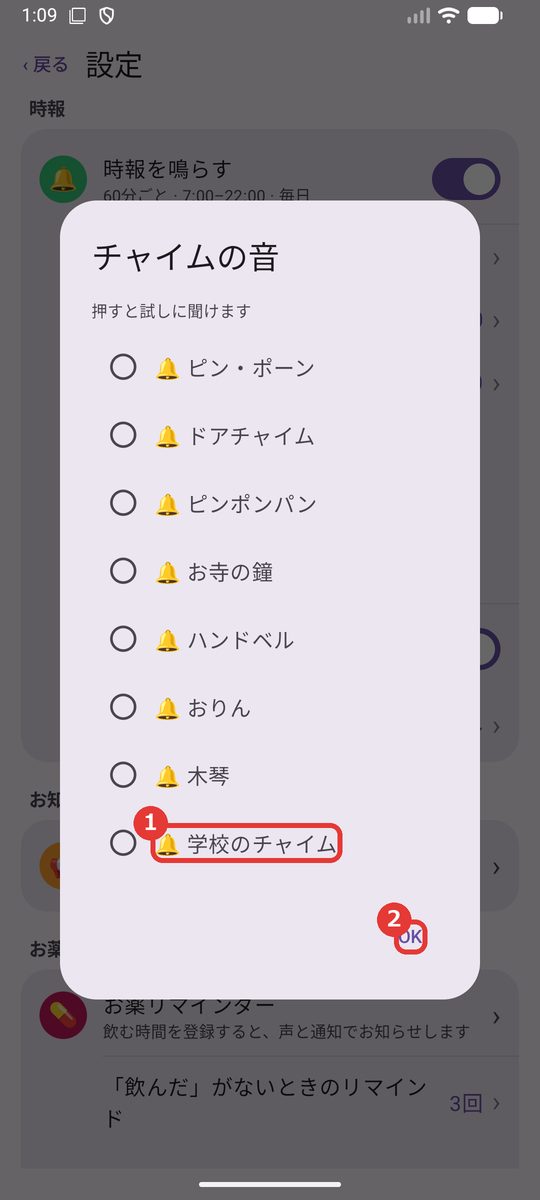 1:09
‹ 戻る 設定
時報
時報を鳴らす
60分ごと · 7:00–22:00 · 毎日
チャイムの音
押すと試しに聞けます
ピン・ポーン
ドアチャイム
ピンポンパン
お寺の鐘
ハンドベル
おりん
木琴
1
学校のチャイム
2
OK
お知
お薬
お薬リマインダー
飲む時間を登録すると、声と通知でお知らせします
「飲んだ」がないときのリマイン
ド
3回